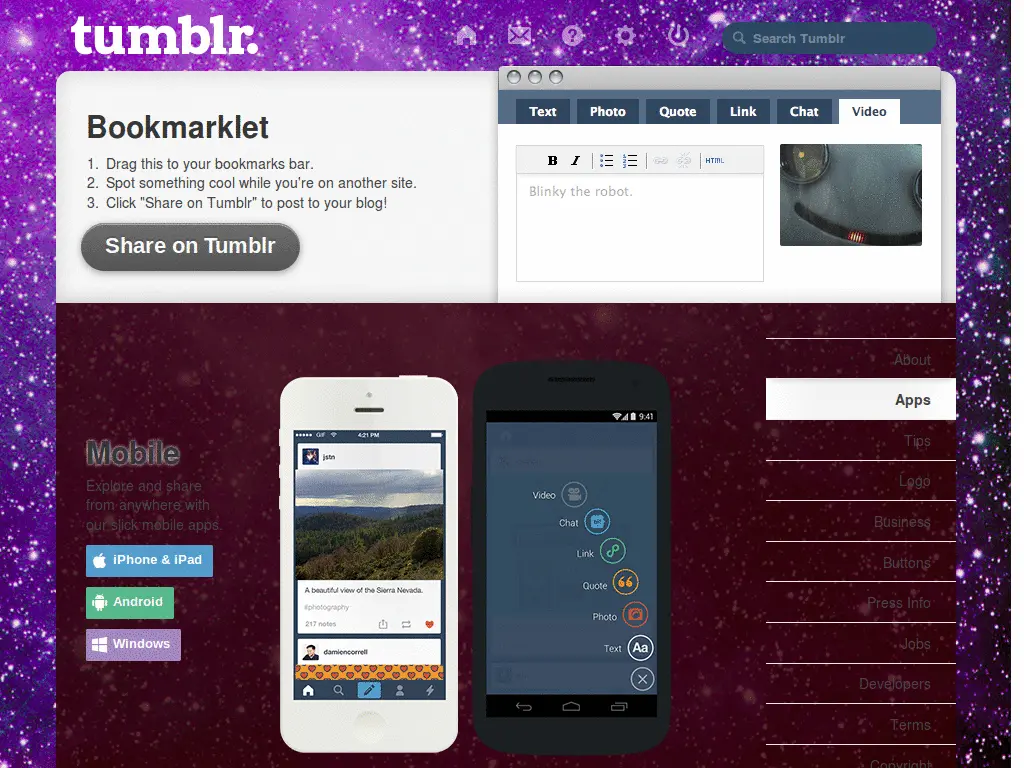 tumblr.
Search Tumblr
Bookmarklet
1. Drag this to your bookmarks bar.
2. Spot something cool while you're on another site.
3. Click "Share on Tumblr" to post to your blog!
Share on Tumblr
Text Photo Quote Link Chat Video
B I HTML
Blinky the robot.
Mobile
Explore and share
from anywhere with
our slick mobile apps.
iPhone & iPad
Android
Windows
GIF 4:21 PM
jstn
A beautiful view of the Sierra Nevada.
#photography
217 notes
damiencorrell
9:41
Video
Chat
Link
Quote
Photo
Text Aa
About
Apps
Tips
Logo
Business
Buttons
Press Info
Jobs
Developers
Terms
Copyright